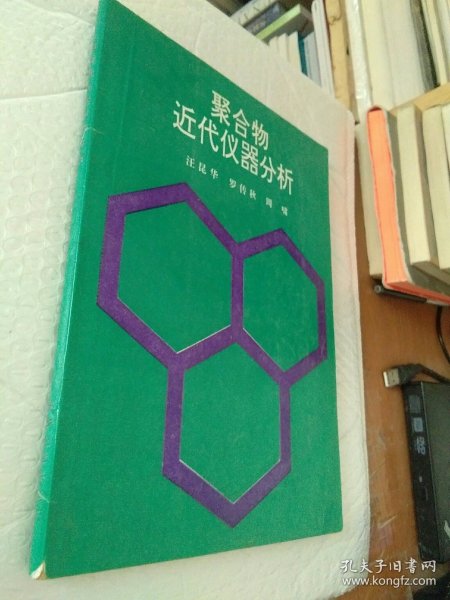 聚合物
近代仪器分析
汪昆华 罗传秋 周啸
孔夫子旧书网
www.kongfz.com